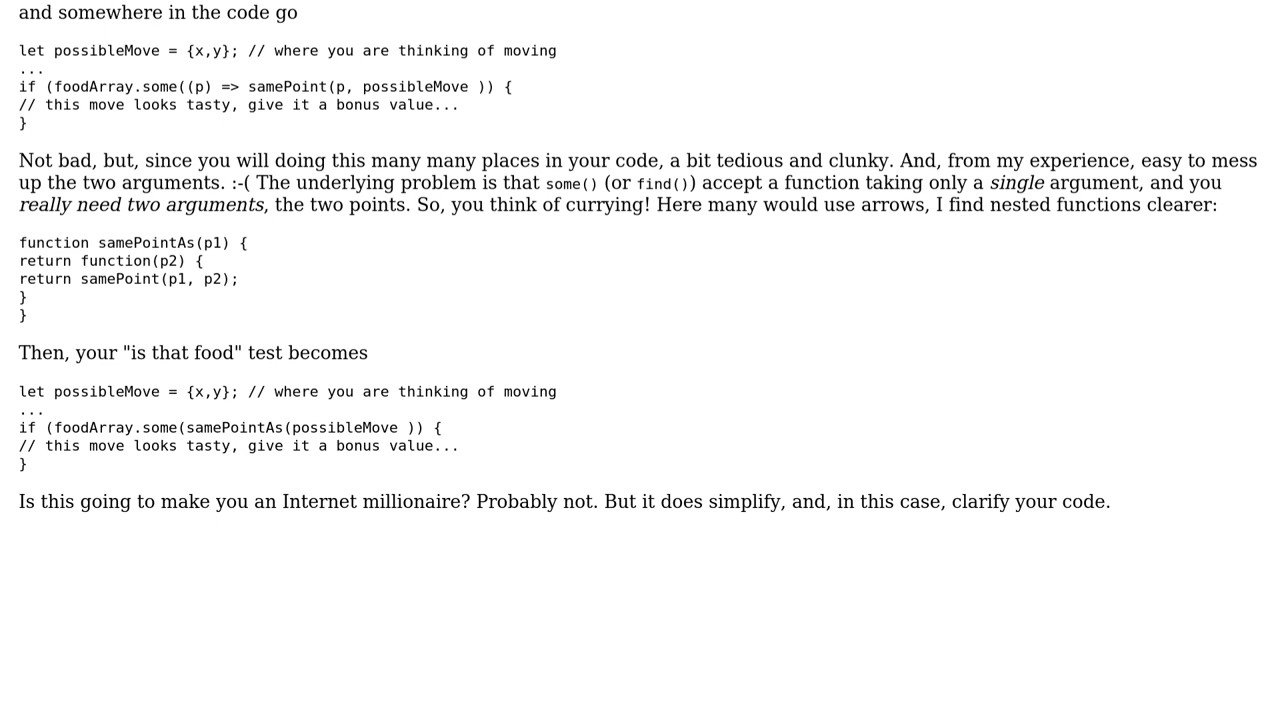 and somewhere in the code go
let possibleMove = {x,y}; // where you are thinking of moving
...
if (foodArray.some((p) => samePoint(p, possibleMove )) {
// this move looks tasty, give it a bonus value...
}
Not bad, but, since you will doing this many many places in your code, a bit tedious and clunky. And, from my experience, easy to mess
up the two arguments. :-( The underlying problem is that some() (or find()) accept a function taking only a single argument, and you
really need two arguments, the two points. So, you think of currying! Here many would use arrows, I find nested functions clearer:
function samePointAs(p1) {
return function(p2) {
return samePoint(p1, p2);
}
}
Then, your "is that food" test becomes
let possibleMove = {x,y}; // where you are thinking of moving
...
if (foodArray.some(samePointAs(possibleMove )) {
// this move looks tasty, give it a bonus value...
}
Is this going to make you an Internet millionaire? Probably not. But it does simplify, and, in this case, clarify your code.